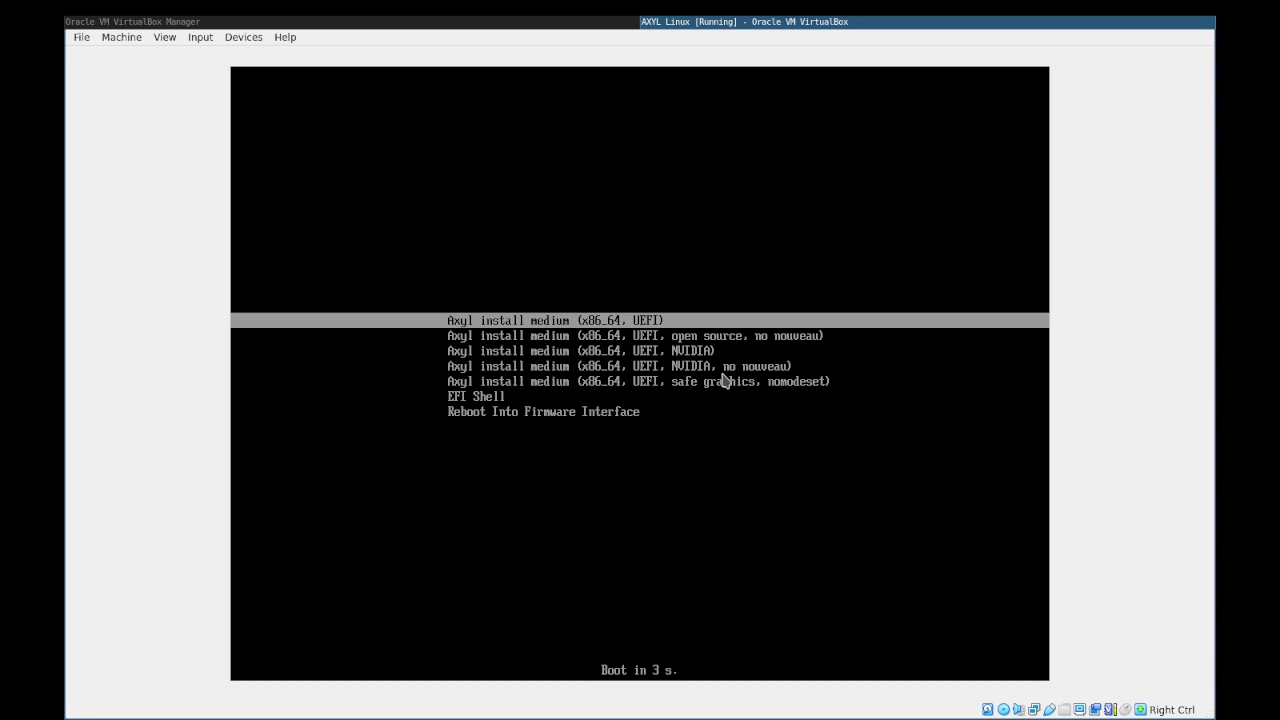 Oracle VM VirtualBox Manager
AXYL Linux [Running] - Oracle VM VirtualBox
File Machine View Input Devices Help
Axyl install medium (x86_64, UEFI)
Axyl install medium (x86_64, UEFI, open source, no nouveau)
Axyl install medium (x86_64, UEFI, NVIDIA)
Axyl install medium (x86_64, UEFI, NVIDIA, no nouveau)
Axyl install medium (x86_64, UEFI, safe graphics, nomodeset)
EFI Shell
Reboot Into Firmware Interface
Boot in 3 s.
Right Ctrl